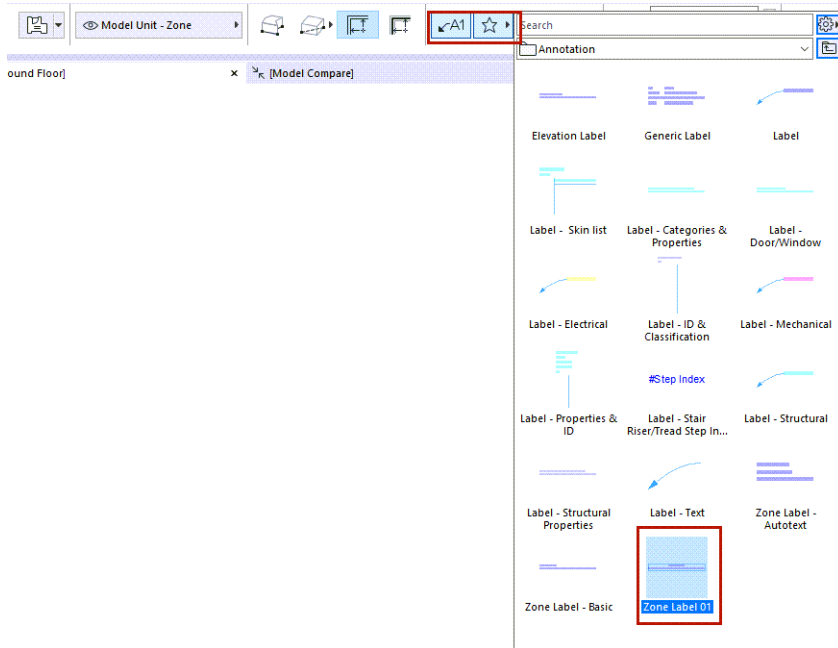 Model Unit - Zone
A1
Search
Annotation
ound Floor]
[Model Compare]
Elevation Label
Generic Label
Label
Label - Skin list
Label - Categories &
Properties
Label -
Door/Window
Label - Electrical
Label - ID &
Classification
Label - Mechanical
#Step Index
Label - Properties &
ID
Label - Stair
Riser/Tread Step In...
Label - Structural
Label - Structural
Properties
Label - Text
Zone Label -
Autotext
Zone Label - Basic
Zone Label 01